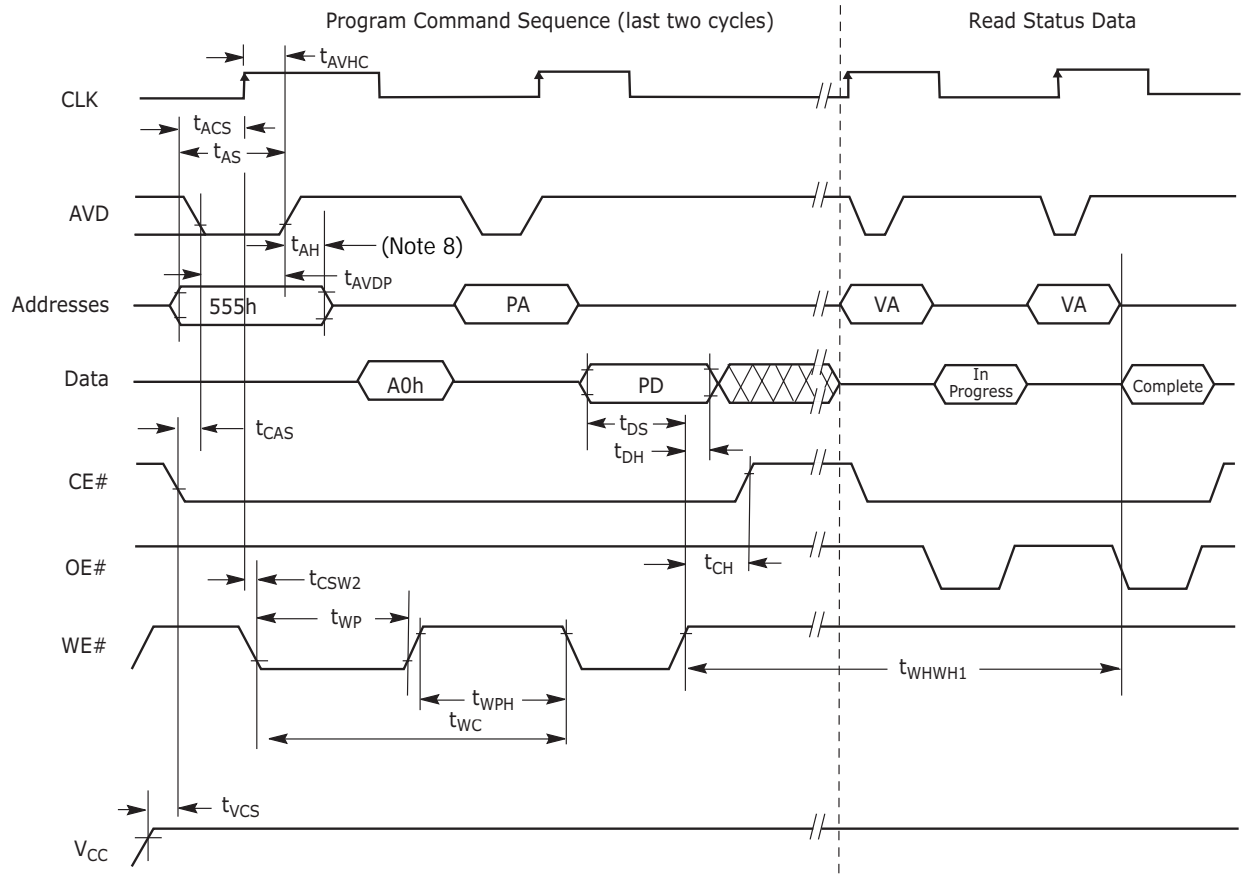 Program Command Sequence (last two cycles)
Read Status Data
tAVHC
CLK
tACS
tAS
AVD
tAH
(Note 8)
tAVDP
Addresses
555h
PA
VA
VA
Data
A0h
PD
In
Progress
Complete
tDS
tCAS
tDH
CE#
tCH
OE#
tCSW2
tWP
WE#
tWHWH1
tWPH
tWC
tVCS
VCC